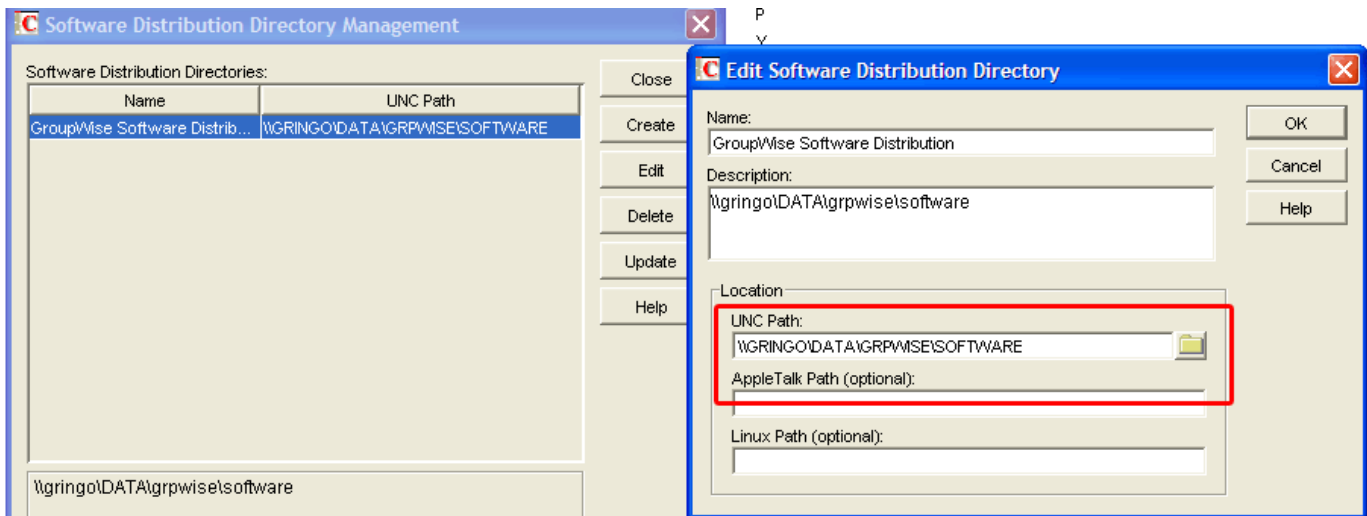 Software Distribution Directory Management
Software Distribution Directories:
Name UNC Path
GroupWise Software Distrib... \\GRINGO\DATA\GRPWISE\SOFTWARE
Close
Create
Edit
Delete
Update
Help
\\gringo\DATA\grpwise\software
P
Y
Edit Software Distribution Directory
Name:
GroupWise Software Distribution
Description:
\\gringo\DATA\grpwise\software
OK
Cancel
Help
Location
UNC Path:
\\GRINGO\DATA\GRPWISE\SOFTWARE
AppleTalk Path (optional):
Linux Path (optional):